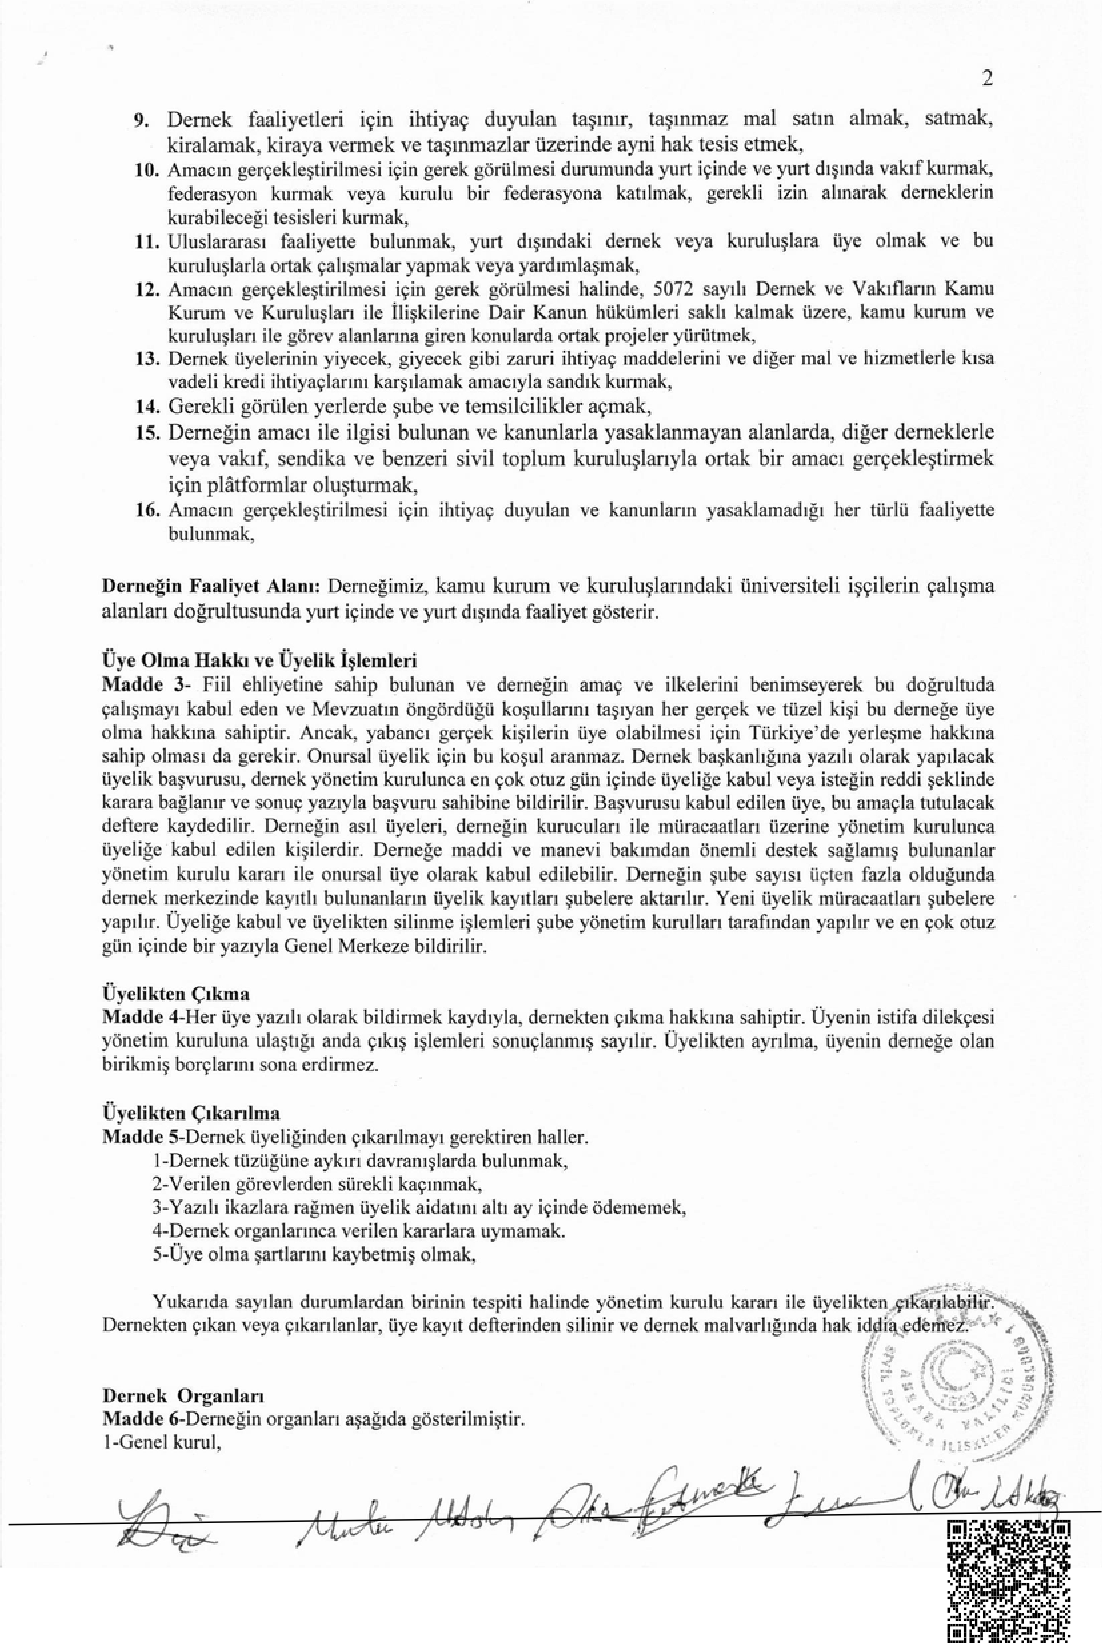 2
9. Dernek faaliyetleri için ihtiyaç duyulan taşınır, taşınmaz mal satın almak, satmak,
kiralamak, kiraya vermek ve taşınmazlar üzerinde ayni hak tesis etmek,
10. Amacın gerçekleştirilmesi için gerek görülmesi durumunda yurt içinde ve yurt dışında vakıf kurmak,
federasyon kurmak veya kurulu bir federasyona katılmak, gerekli izin alınarak derneklerin
kurabileceği tesisleri kurmak,
11. Uluslararası faaliyette bulunmak, yurt dışındaki dernek veya kuruluşlara üye olmak ve bu
kuruluşlarla ortak çalışmalar yapmak veya yardımlaşmak,
12. Amacın gerçekleştirilmesi için gerek görülmesi halinde, 5072 sayılı Dernek ve Vakıfların Kamu
Kurum ve Kuruluşları ile İlişkilerine Dair Kanun hükümleri saklı kalmak üzere, kamu kurum ve
kuruluşları ile görev alanlarına giren konularda ortak projeler yürütmek,
13. Dernek üyelerinin yiyecek, giyecek gibi zaruri ihtiyaç maddelerini ve diğer mal ve hizmetlerle kısa
vadeli kredi ihtiyaçlarını karşılamak amacıyla sandık kurmak,
14. Gerekli görülen yerlerde şube ve temsilcilikler açmak,
15. Derneğin amacı ile ilgisi bulunan ve kanunlarla yasaklanmayan alanlarda, diğer derneklerle
veya vakıf, sendika ve benzeri sivil toplum kuruluşlarıyla ortak bir amacı gerçekleştirmek
için plâtformlar oluşturmak,
16. Amacın gerçekleştirilmesi için ihtiyaç duyulan ve kanunların yasaklamadığı her türlü faaliyette
bulunmak,
Derneğin Faaliyet Alanı: Derneğimiz, kamu kurum ve kuruluşlarındaki üniversiteli işçilerin çalışma
alanları doğrultusunda yurt içinde ve yurt dışında faaliyet gösterir.
Üye Olma Hakkı ve Üyelik İşlemleri
Madde 3- Fiil ehliyetine sahip bulunan ve derneğin amaç ve ilkelerini benimseyerek bu doğrultuda
çalışmayı kabul eden ve Mevzuatın öngördüğü koşullarını taşıyan her gerçek ve tüzel kişi bu derneğe üye
olma hakkına sahiptir. Ancak, yabancı gerçek kişilerin üye olabilmesi için Türkiye’de yerleşme hakkına
sahip olması da gerekir. Onursal üyelik için bu koşul aranmaz. Dernek başkanlığına yazılı olarak yapılacak
üyelik başvurusu, dernek yönetim kurulunca en çok otuz gün içinde üyeliğe kabul veya isteğin reddi şeklinde
karara bağlanır ve sonuç yazıyla başvuru sahibine bildirilir. Başvurusu kabul edilen üye, bu amaçla tutulacak
deftere kaydedilir. Derneğin asıl üyeleri, derneğin kurucuları ile müracaatları üzerine yönetim kurulunca
üyeliğe kabul edilen kişilerdir. Derneğe maddi ve manevi bakımdan önemli destek sağlamış bulunanlar
yönetim kurulu kararı ile onursal üye olarak kabul edilebilir. Derneğin şube sayısı üçten fazla olduğunda
dernek merkezinde kayıtlı bulunanların üyelik kayıtları şubelere aktarılır. Yeni üyelik müracaatları şubelere
yapılır. Üyeliğe kabul ve üyelikten silinme işlemleri şube yönetim kurulları tarafından yapılır ve en çok otuz
gün içinde bir yazıyla Genel Merkeze bildirilir.
Üyelikten Çıkma
Madde 4-Her üye yazılı olarak bildirmek kaydıyla, dernekten çıkma hakkına sahiptir. Üyenin istifa dilekçesi
yönetim kuruluna ulaştığı anda çıkış işlemleri sonuçlanmış sayılır. Üyelikten ayrılma, üyenin derneğe olan
birikmiş borçlarını sona erdirmez.
Üyelikten Çıkarılma
Madde 5-Dernek üyeliğinden çıkarılmayı gerektiren haller.
1-Dernek tüzüğüne aykırı davranışlarda bulunmak,
2-Verilen görevlerden sürekli kaçınmak,
3-Yazılı ikazlara rağmen üyelik aidatını altı ay içinde ödememek,
4-Dernek organlarınca verilen kararlara uymamak.
5-Üye olma şartlarını kaybetmiş olmak,
Yukarıda sayılan durumlardan birinin tespiti halinde yönetim kurulu kararı ile üyelikten çıkarılabilir.
Dernekten çıkan veya çıkarılanlar, üye kayıt defterinden silinir ve dernek malvarlığında hak iddia edemez.
Dernek Organları
Madde 6-Derneğin organları aşağıda gösterilmiştir.
1-Genel kurul,
ANKARA VALİLİĞİ
SİVİL TOPLUMLA İLİŞKİLER MÜDÜRLÜĞÜ